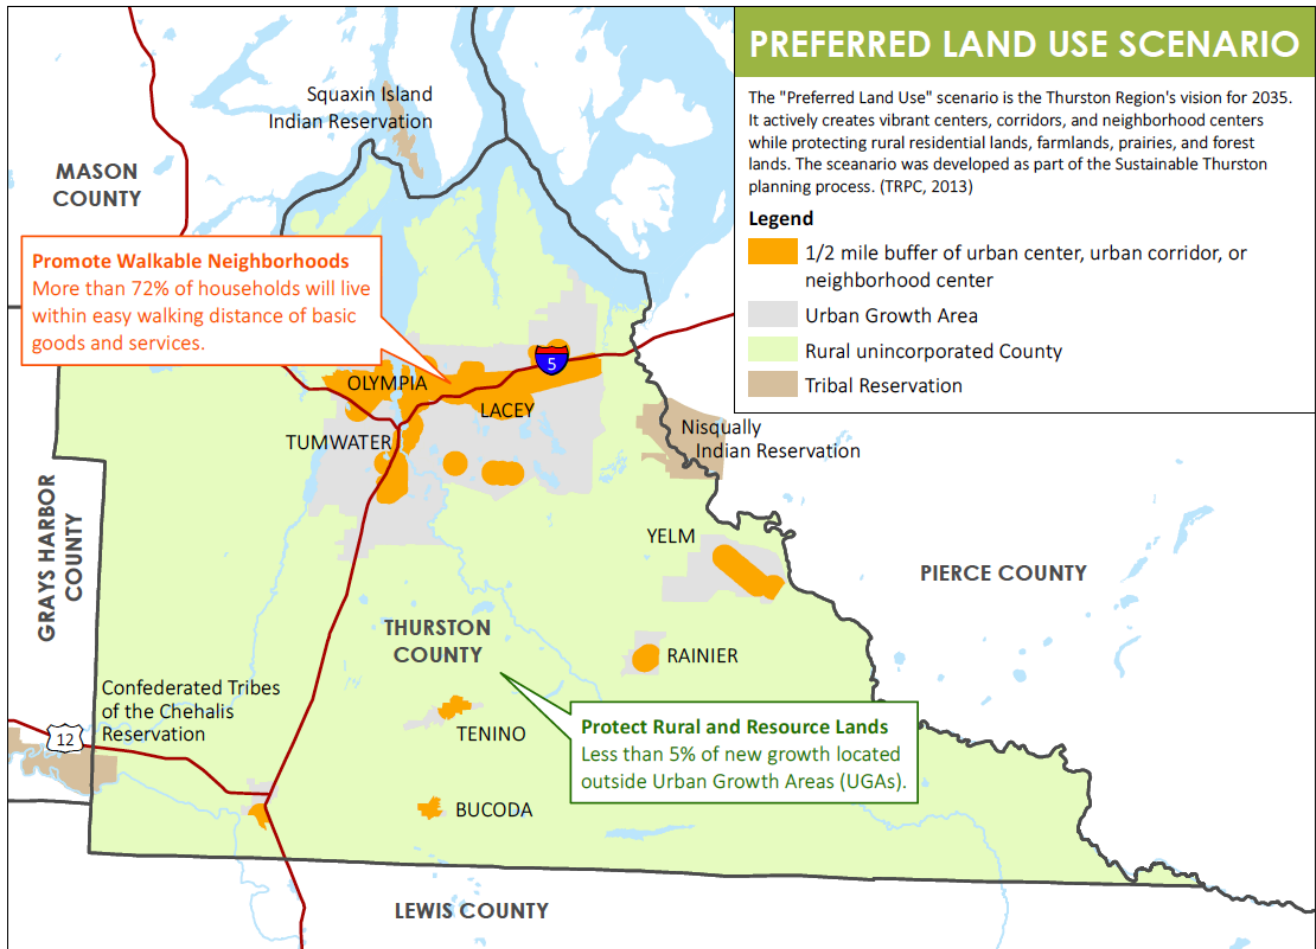 PREFERRED LAND USE SCENARIO
The "Preferred Land Use" scenario is the Thurston Region's vision for 2035.
It actively creates vibrant centers, corridors, and neighborhood centers
while protecting rural residential lands, farmlands, prairies, and forest
lands. The sceanario was developed as part of the Sustainable Thurston
planning process. (TRPC, 2013)
Legend
1/2 mile buffer of urban center, urban corridor, or
neighborhood center
Urban Growth Area
Rural unincorporated County
Tribal Reservation
Squaxin Island
Indian Reservation
MASON
COUNTY
Promote Walkable Neighborhoods
More than 72% of households will live
within easy walking distance of basic
goods and services.
5
OLYMPIA
LACEY
TUMWATER
Nisqually
Indian Reservation
GRAYS HARBOR
COUNTY
YELM
PIERCE COUNTY
THURSTON
COUNTY
RAINIER
Confederated Tribes
of the Chehalis
Reservation
12
TENINO
Protect Rural and Resource Lands
Less than 5% of new growth located
outside Urban Growth Areas (UGAs).
BUCODA
LEWIS COUNTY